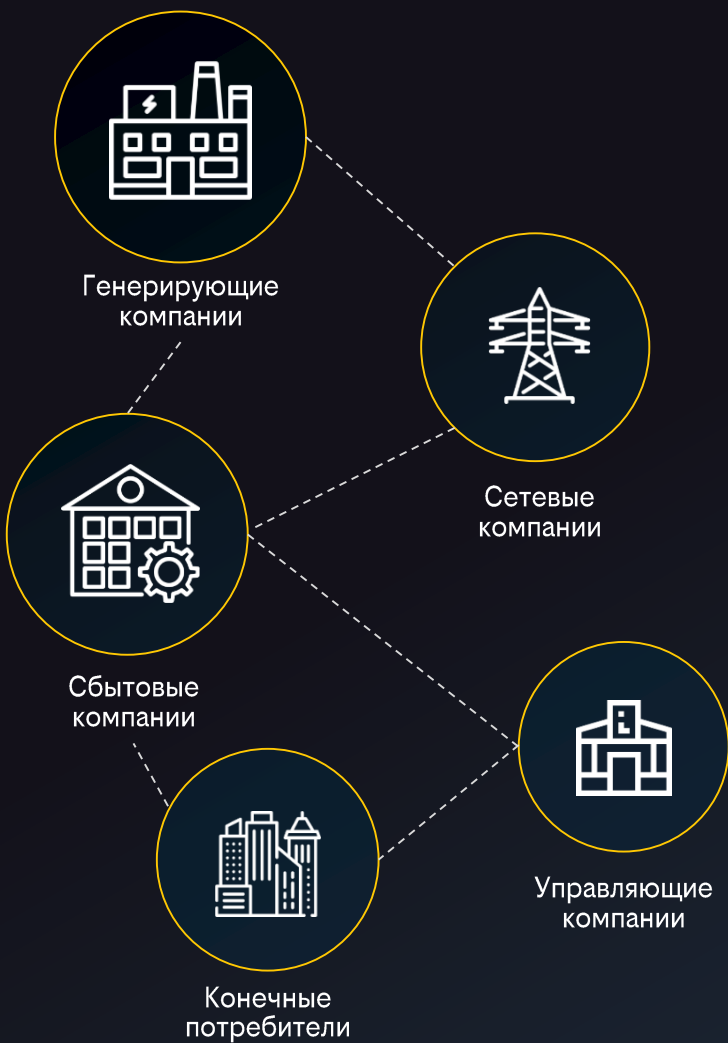 Генерирующие
компании
Сетевые
компании
Сбытовые
компании
Управляющие
компании
Конечные
потребители